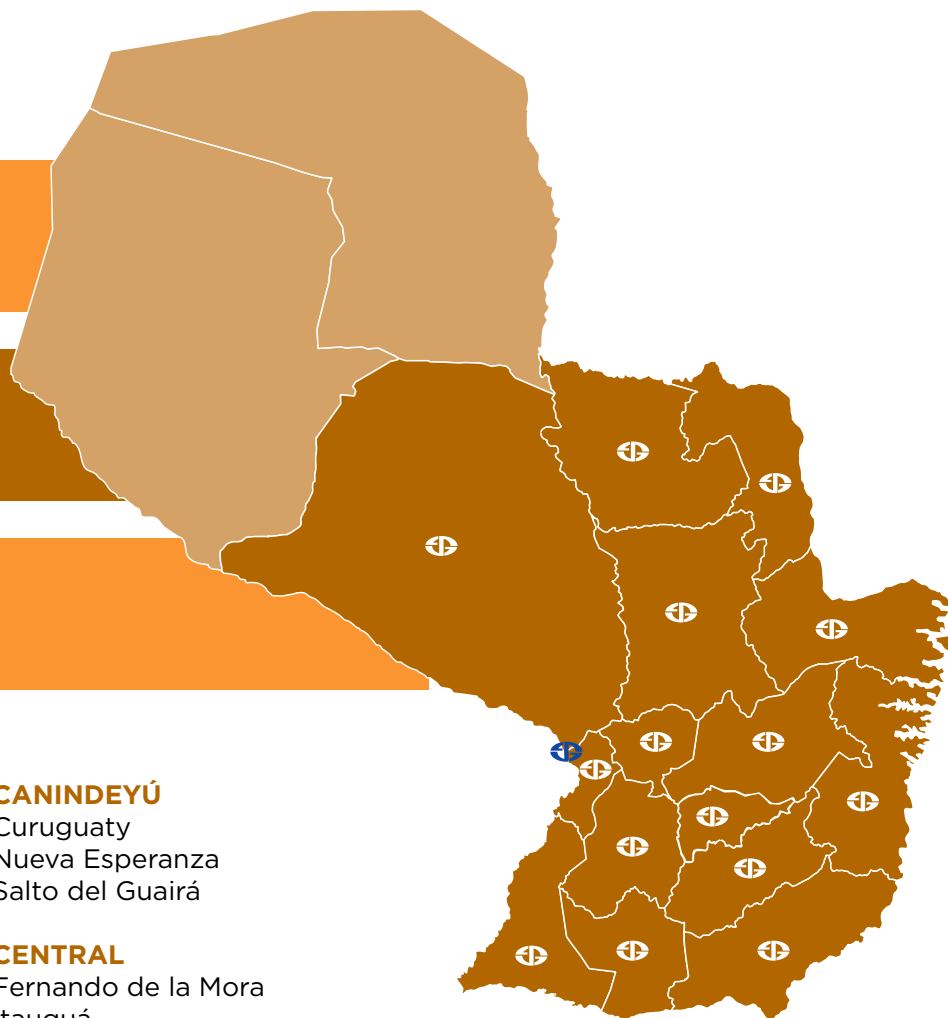 CANINDEYÚ
Curuguaty
Nueva Esperanza
Salto del Guairá
CENTRAL
Fernando de la Mora